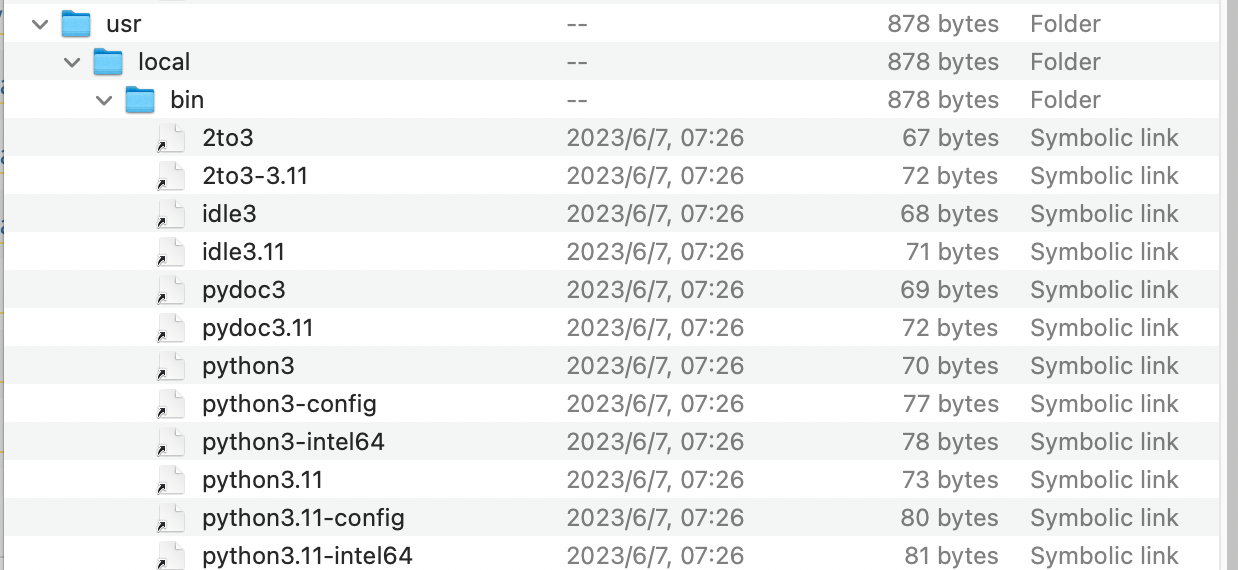 usr -- 878 bytes Folder
local -- 878 bytes Folder
bin -- 878 bytes Folder
2to3 2023/6/7, 07:26 67 bytes Symbolic link
2to3-3.11 2023/6/7, 07:26 72 bytes Symbolic link
idle3 2023/6/7, 07:26 68 bytes Symbolic link
idle3.11 2023/6/7, 07:26 71 bytes Symbolic link
pydoc3 2023/6/7, 07:26 69 bytes Symbolic link
pydoc3.11 2023/6/7, 07:26 72 bytes Symbolic link
python3 2023/6/7, 07:26 70 bytes Symbolic link
python3-config 2023/6/7, 07:26 77 bytes Symbolic link
python3-intel64 2023/6/7, 07:26 78 bytes Symbolic link
python3.11 2023/6/7, 07:26 73 bytes Symbolic link
python3.11-config 2023/6/7, 07:26 80 bytes Symbolic link
python3.11-intel64 2023/6/7, 07:26 81 bytes Symbolic link